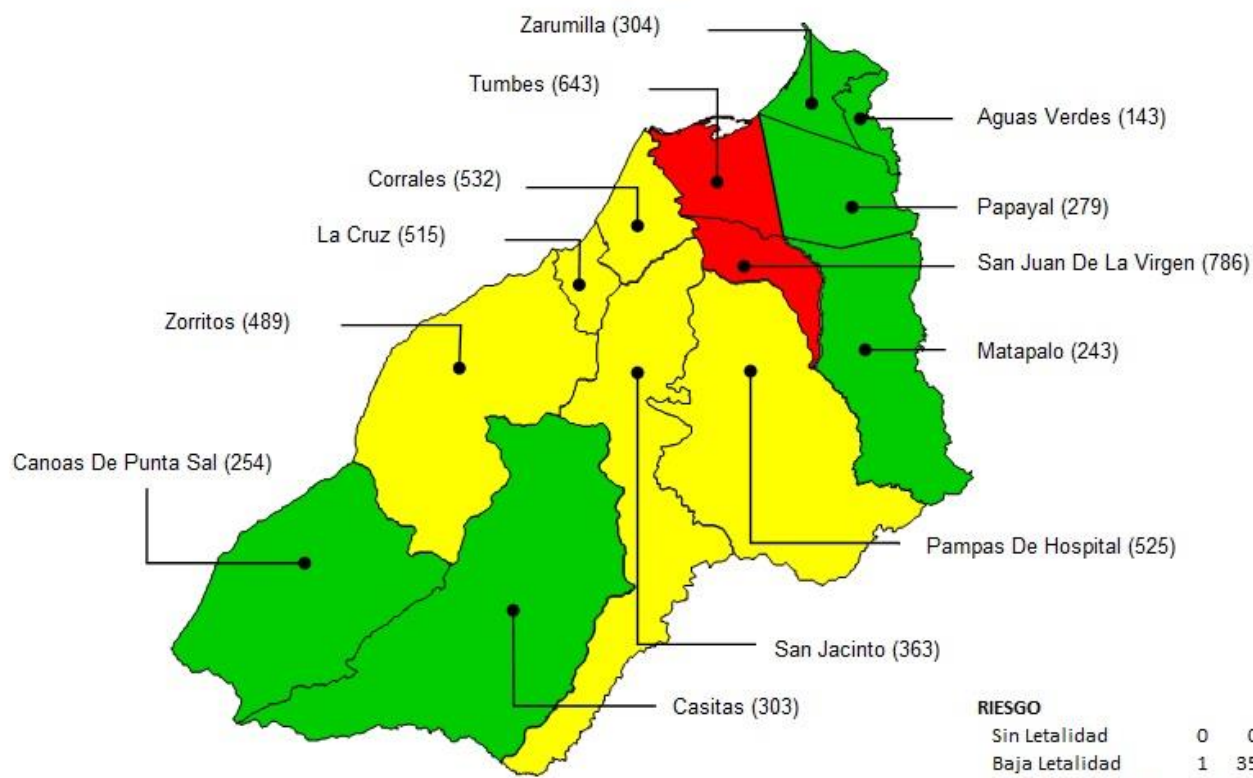 Zarumilla (304)
Tumbes (643)
Aguas Verdes (143)
Corrales (532)
Papayal (279)
La Cruz (515)
San Juan De La Virgen (786)
Zorritos (489)
Matapalo (243)
Canoas De Punta Sal (254)
Pampas De Hospital (525)
San Jacinto (363)
Casitas (303)
RIESGO
Sin Letalidad 0
Baja Letalidad 1